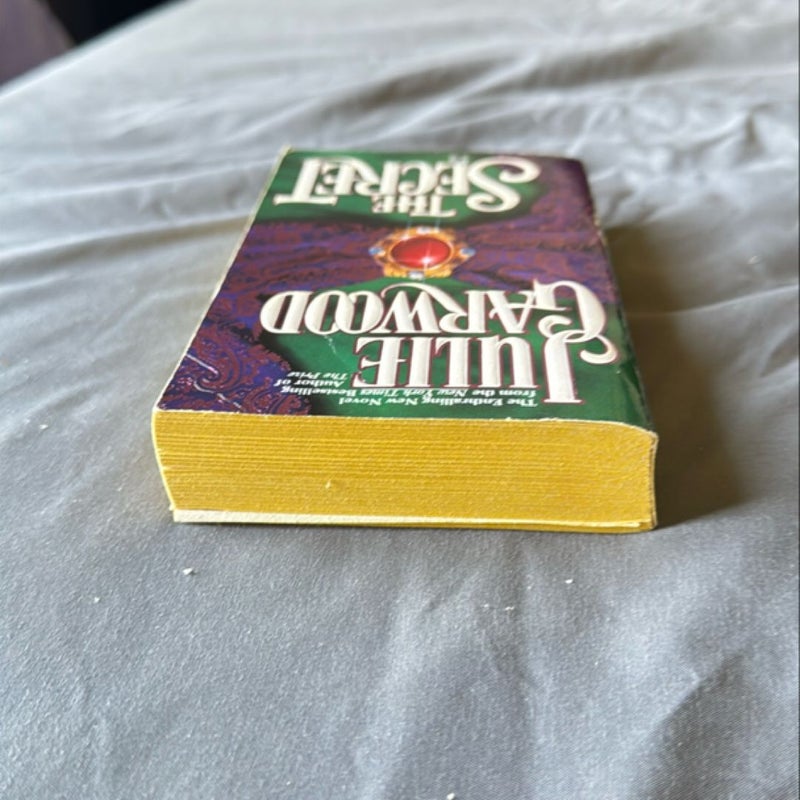 The Enthralling New Novel
from the New York Times Bestselling
Author of
The Prize
JULIE
GARWOOD
THE
SECRET